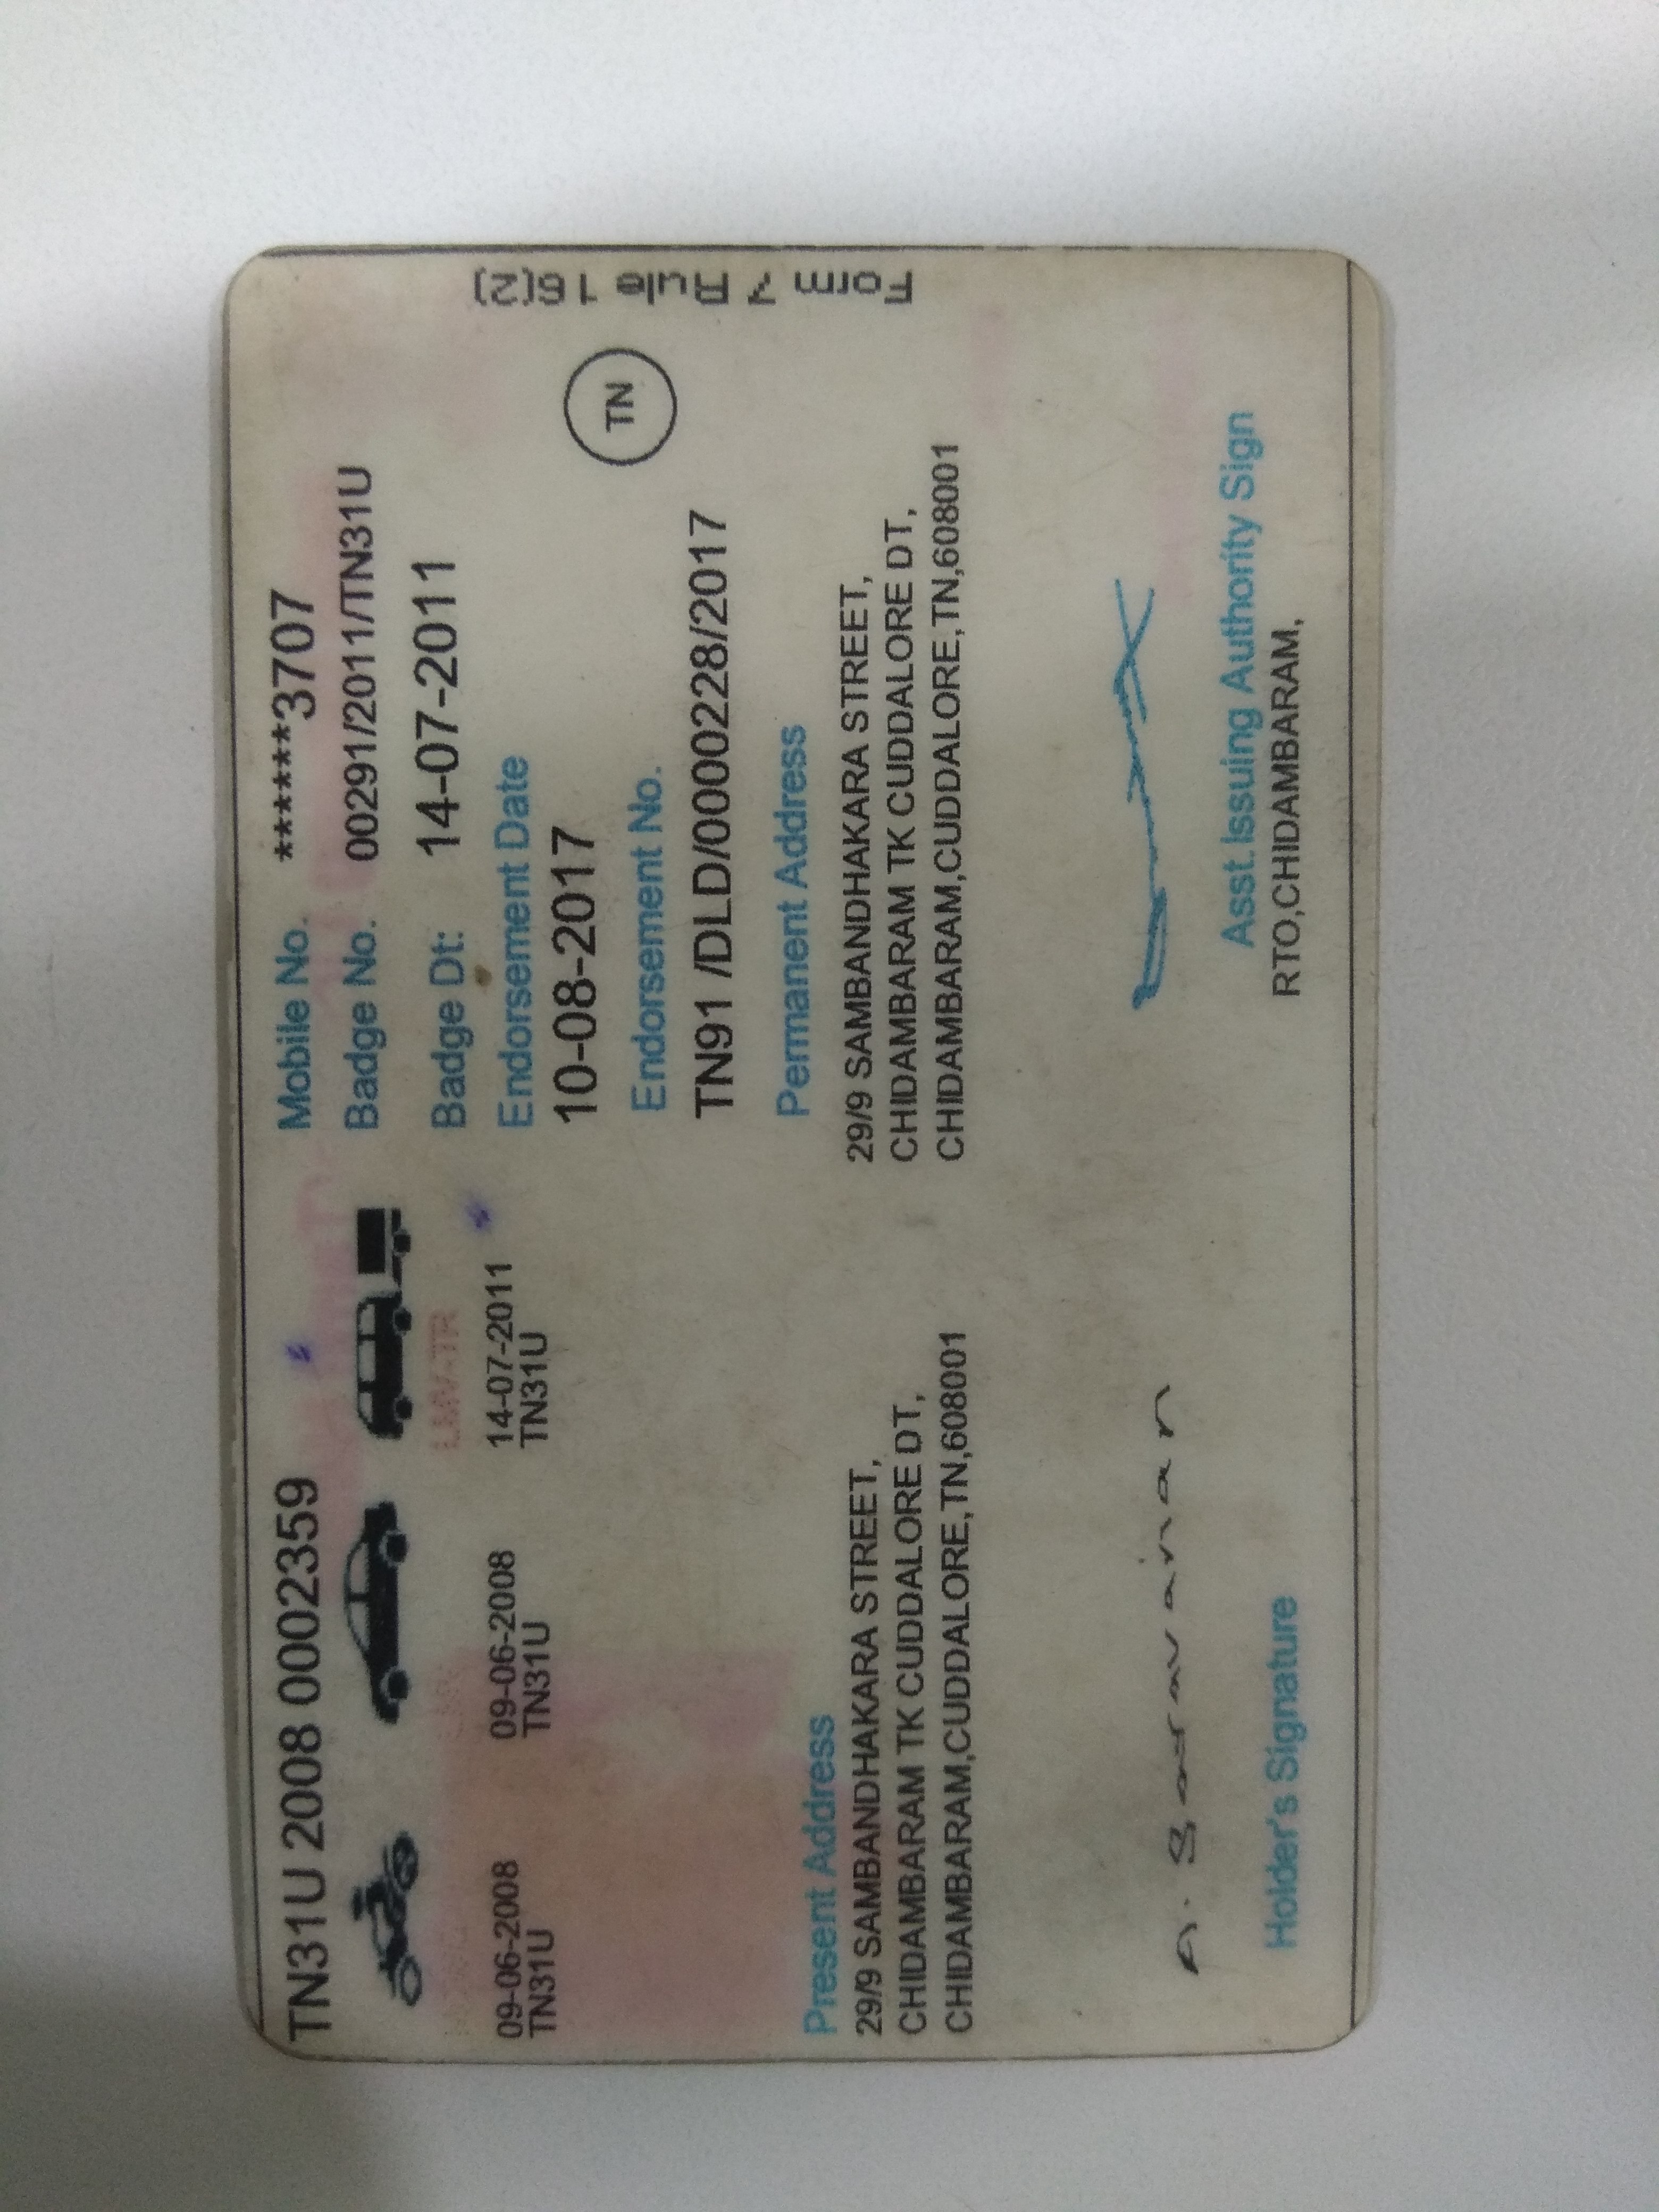 TN31U 2008 0002359
LMV-TR
09-06-2008
TN31U
09-06-2008
TN31U
14-07-2011
TN31U
Mobile No. ******3707
Badge No. 00291/2011/TN31U
Badge Dt: 14-07-2011
Endorsement Date
10-08-2017
Endorsement No.
TN91 /DLD/0000228/2017
TN
Form 7 Rule 16(2)
Present Address
29/9 SAMBANDHAKARA STREET,
CHIDAMBARAM TK CUDDALORE DT,
CHIDAMBARAM,CUDDALORE,TN,608001
Permanent Address
29/9 SAMBANDHAKARA STREET,
CHIDAMBARAM TK CUDDALORE DT,
CHIDAMBARAM,CUDDALORE,TN,608001
A. Saravanan
Holder's Signature
Asst.Issuing Authority Sign
RTO,CHIDAMBARAM,